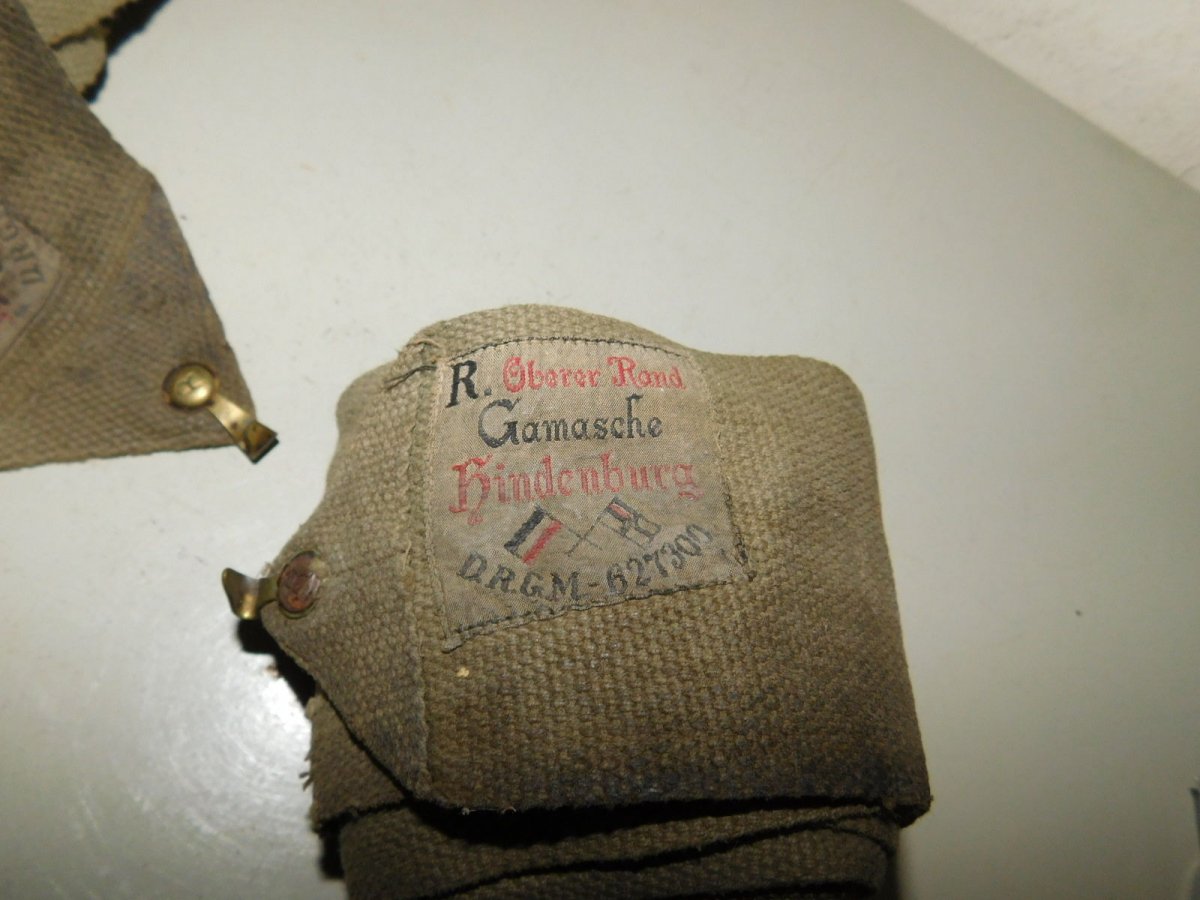 R. Oberer Rand
Gamasche
Hindenburg
D.R.G.M-627300